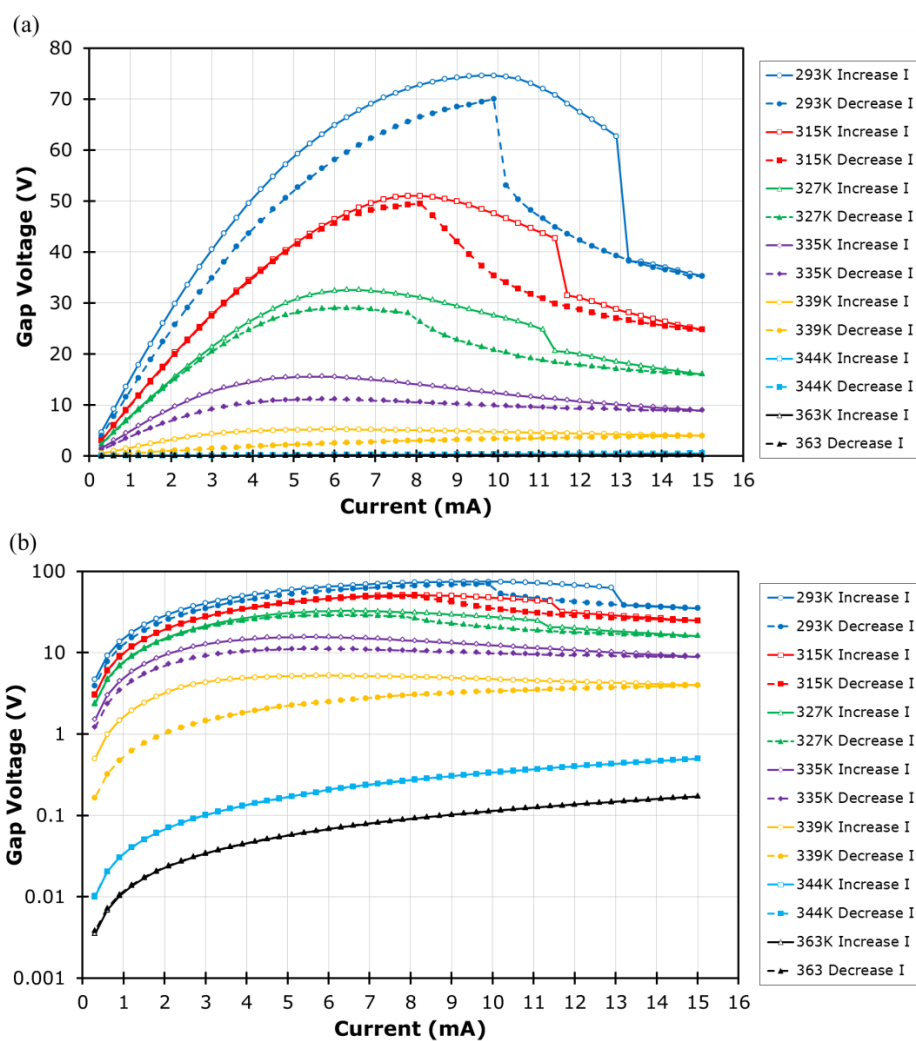 (a)
80
70
60
50
40
30
20
10
0
Gap Voltage (V)
0 1 2 3 4 5 6 7 8 9 10 11 12 13 14 15 16
Current (mA)
293K Increase I
293K Decrease I
315K Increase I
315K Decrease I
327K Increase I
327K Decrease I
335K Increase I
335K Decrease I
339K Increase I
339K Decrease I
344K Increase I
344K Decrease I
363K Increase I
363 Decrease I
(b)
100
10
1
0.1
0.01
0.001
Gap Voltage (V)
0 1 2 3 4 5 6 7 8 9 10 11 12 13 14 15 16
Current (mA)
293K Increase I
293K Decrease I
315K Increase I
315K Decrease I
327K Increase I
327K Decrease I
335K Increase I
335K Decrease I
339K Increase I
339K Decrease I
344K Increase I
344K Decrease I
363K Increase I
363 Decrease I